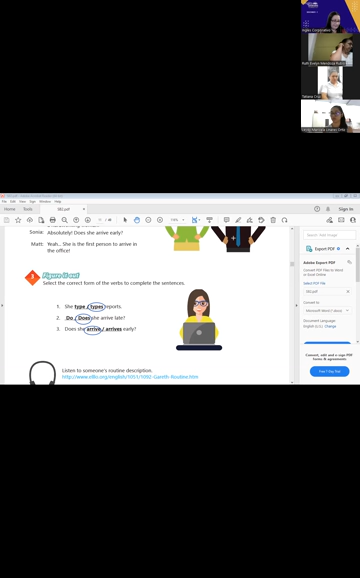 Home
Tools
SE2.pdf
Sign In
Sonia: Absolutely! Does she arrive early?
Matt: Yeah... She is the first person to arrive in
the office!
3 Figure it out
Select the correct form of the verbs to complete the sentences.
1. She type / types reports.
2. Do / Does she arrive late?
3. Does she arrive / arrives early?
Listen to someone's routine description.
http://www.elllo.org/english/1051/1092-Gareth-Routine.htm
Export PDF
Adobe Export PDF
Convert PDF Files to Word
or Excel Online
Select PDF File
SE2.pdf
Convert to
Document Language:
Change
Convert, edit and e-sign PDF
forms & agreements
Free 7-Day Trial